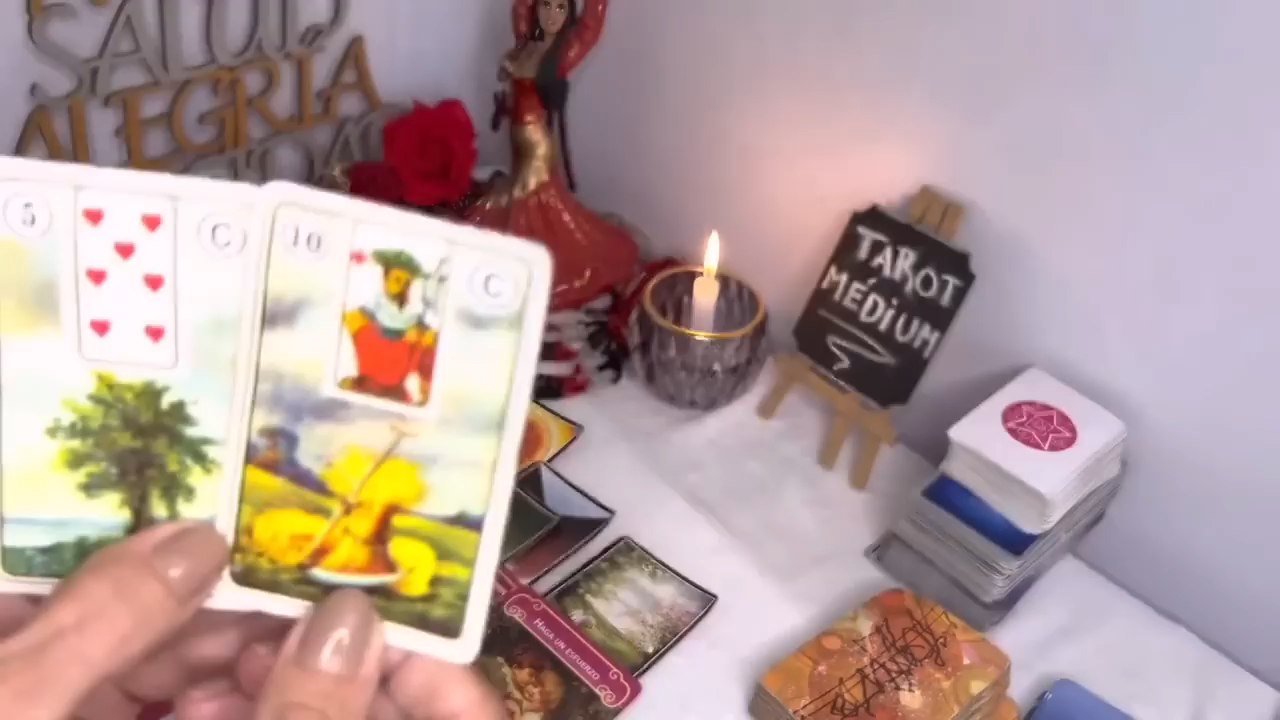 SALUD
ALEGRÍA
5
C
10
C
TAROT
MÉDIUM
HAGA UN ESFUERZO